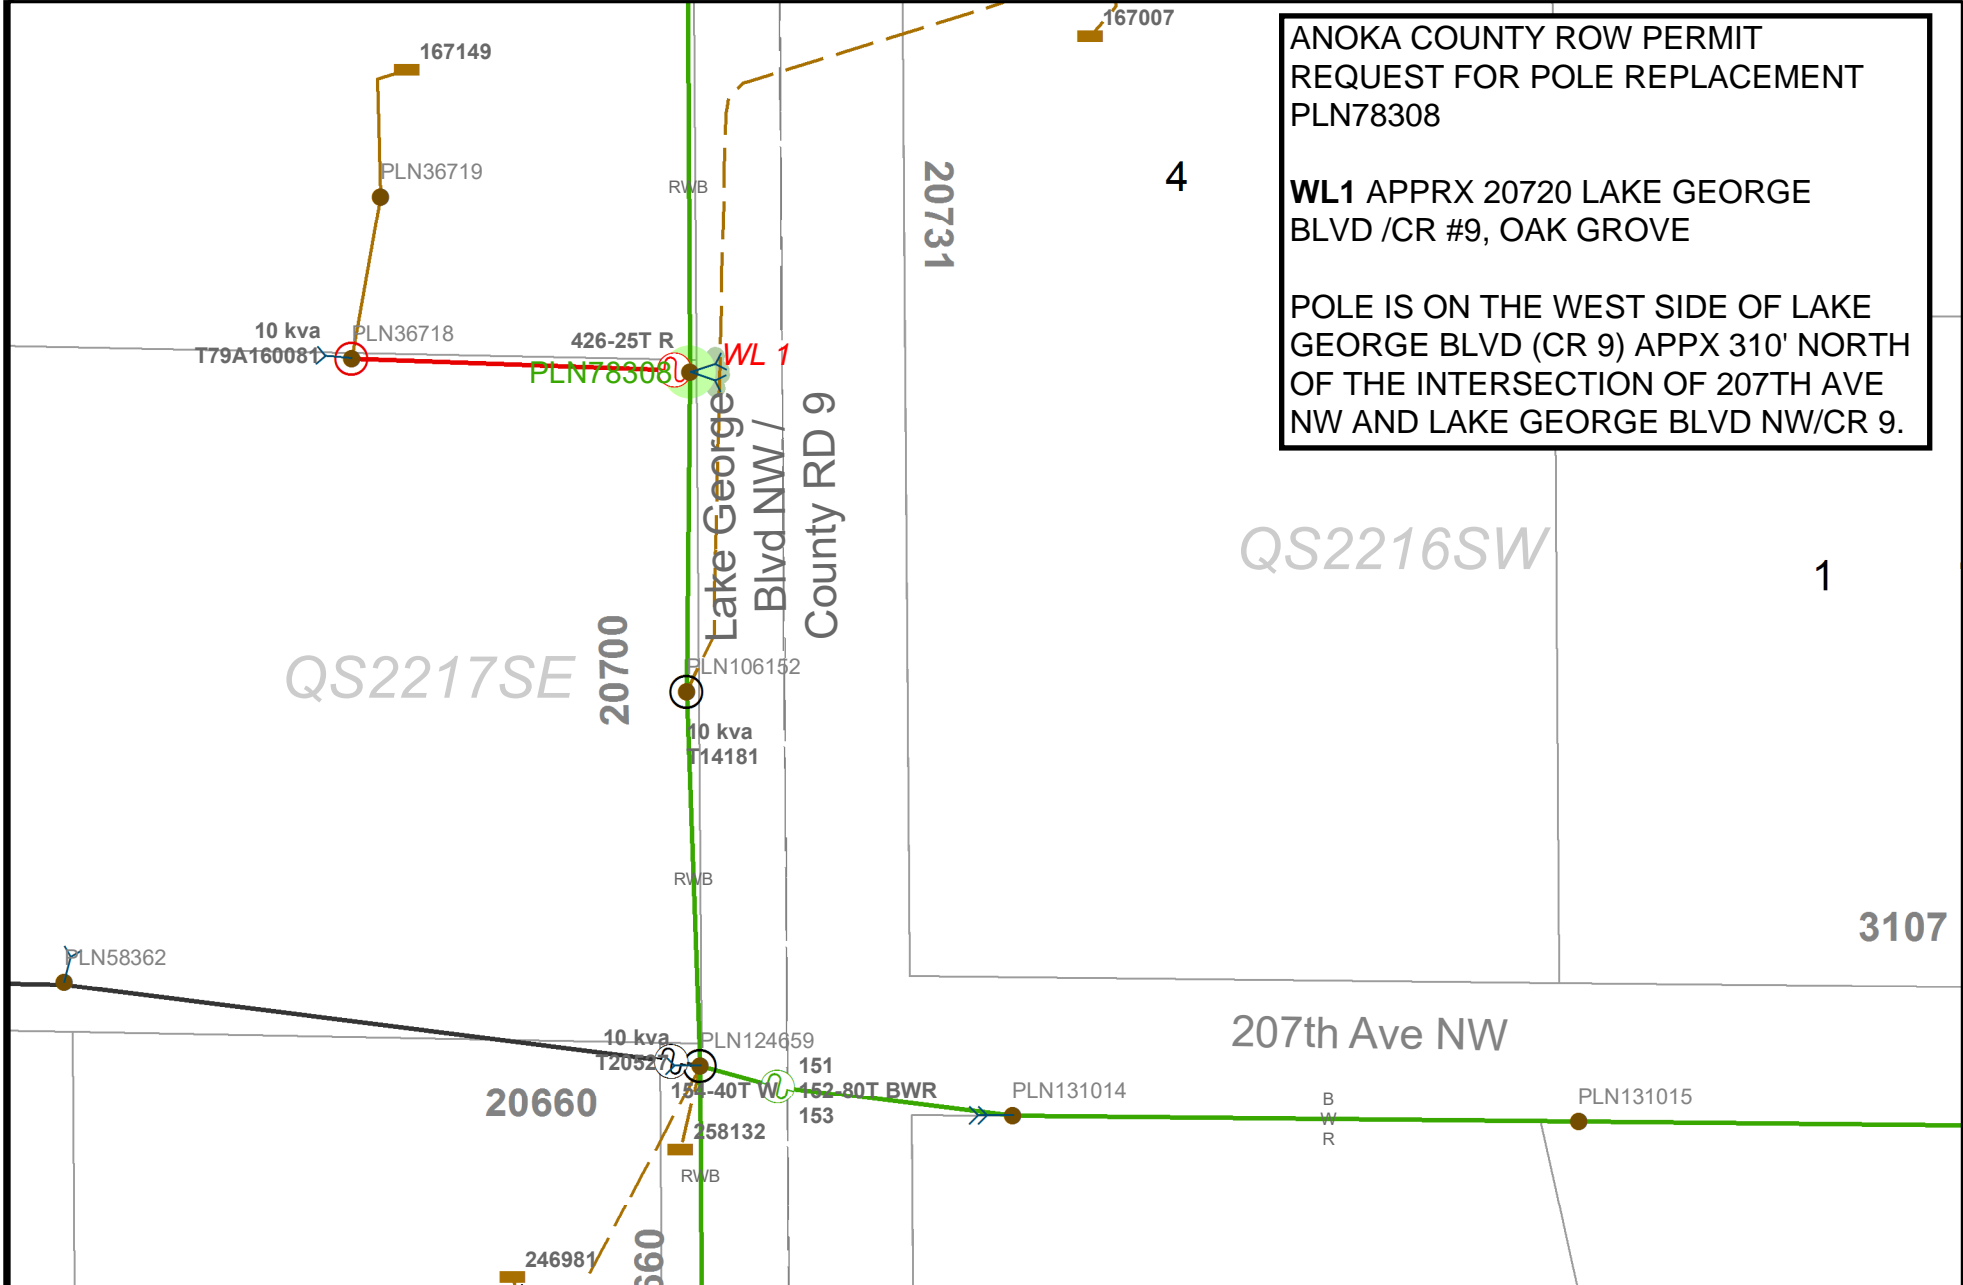 167007
167149
ANOKA COUNTY ROW PERMIT
REQUEST FOR POLE REPLACEMENT
PLN78308
WL1 APPRX 20720 LAKE GEORGE
BLVD /CR #9, OAK GROVE
POLE IS ON THE WEST SIDE OF LAKE
GEORGE BLVD (CR 9) APPX 310' NORTH
OF THE INTERSECTION OF 207TH AVE
NW AND LAKE GEORGE BLVD NW/CR 9.
PLN36719
RWB
20731
4
10 kva
T79A160081
PLN36718
426-25T R
PLN78308
WL 1
Lake George
Blvd NW /
County RD 9
QS2216SW
1
QS2217SE
20700
PLN106152
10 kva
T14181
RWB
3107
PLN58362
207th Ave NW
10 kva
T20527
PLN124659
151
154-40T W
152-80T BWR
153
20660
PLN131014
B
W
R
PLN131015
258132
RWB
246981
660